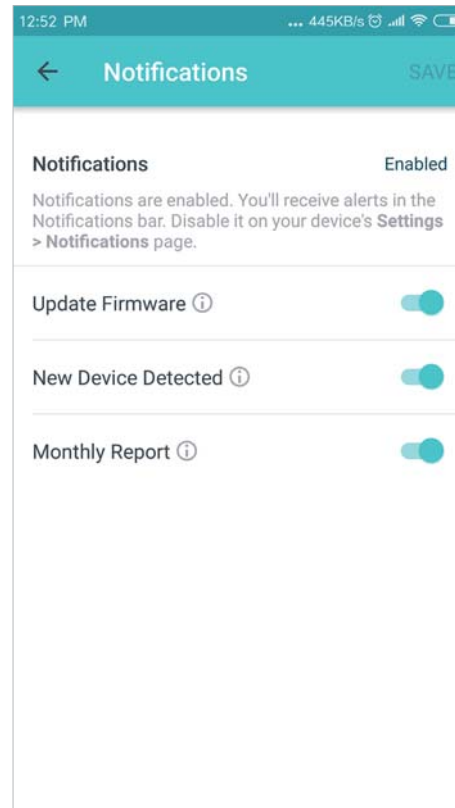 12:52 PM ... 445KB/s
Notifications SAVE
Notifications Enabled
Notifications are enabled. You'll receive alerts in the
Notifications bar. Disable it on your device's Settings
> Notifications page.
Update Firmware
New Device Detected
Monthly Report